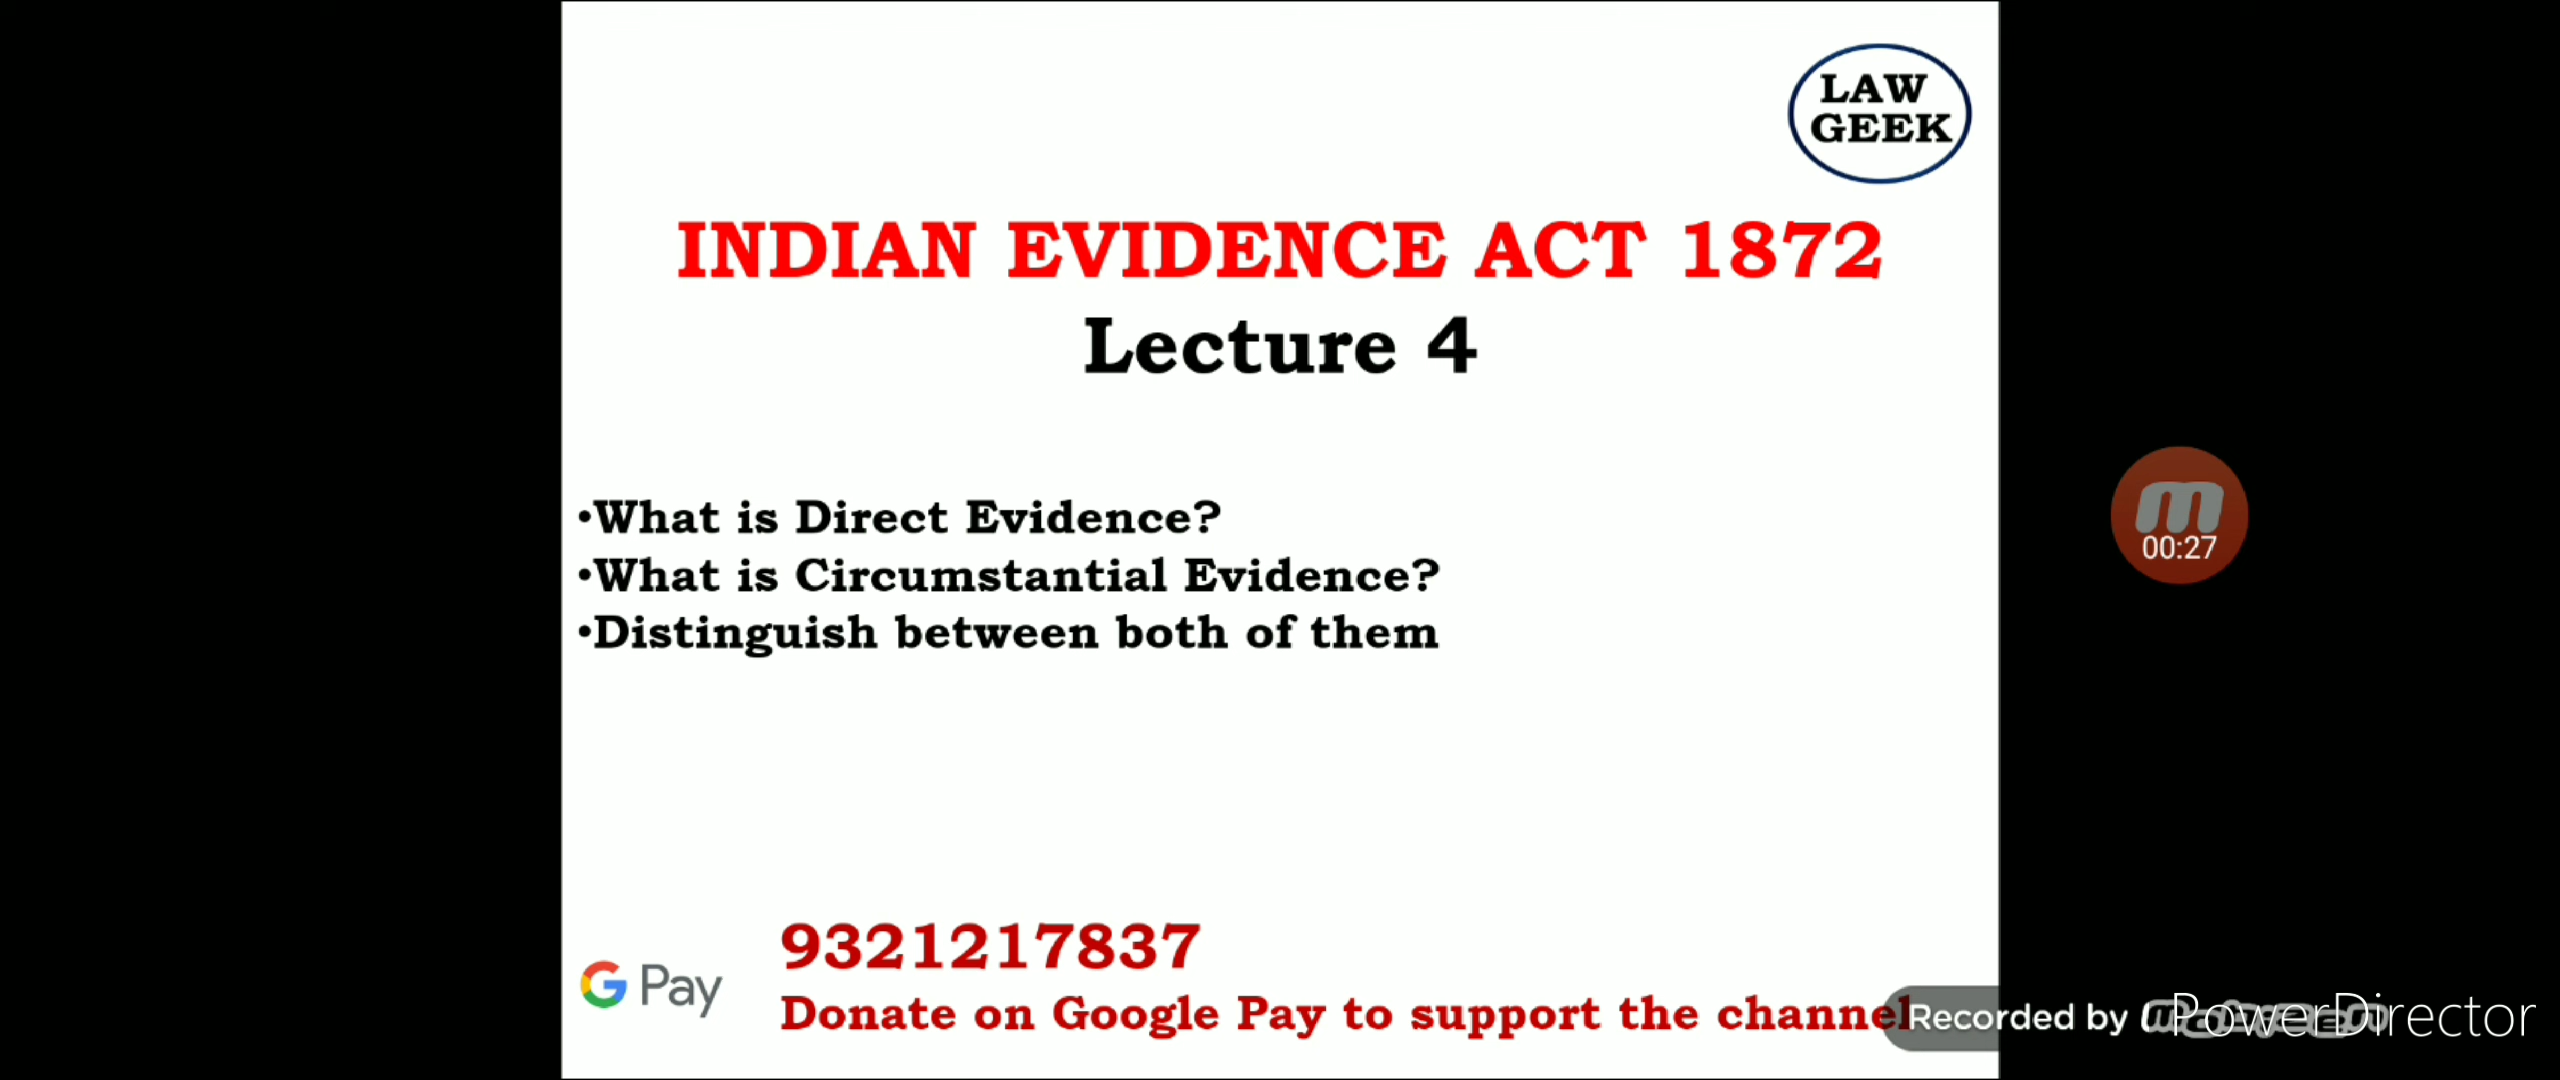 LAW
GEEK
INDIAN EVIDENCE ACT 1872
Lecture 4
•What is Direct Evidence?
•What is Circumstantial Evidence?
•Distinguish between both of them
00:27
9321217837
G Pay
Donate on Google Pay to support the channel
Recorded by
PowerDirector